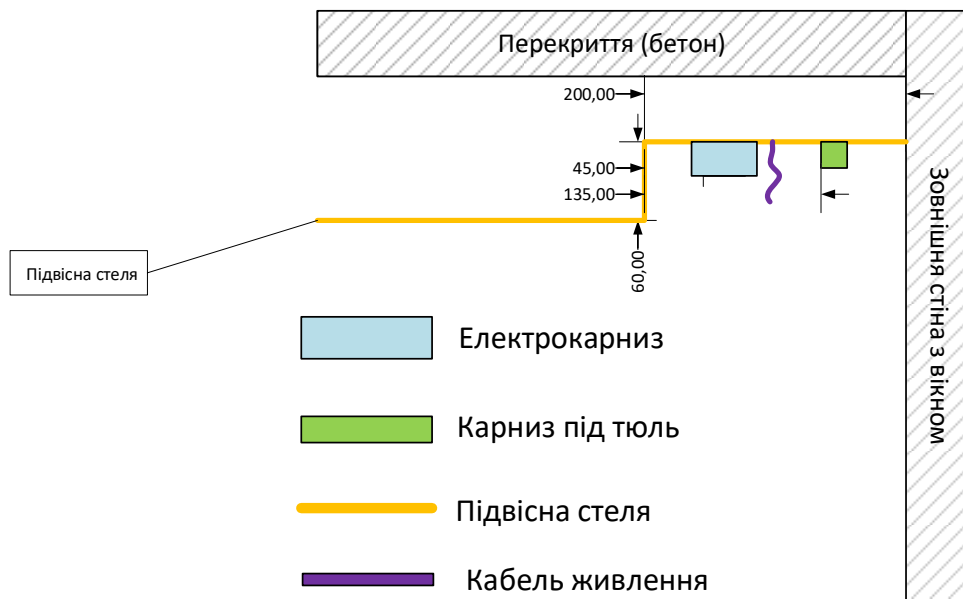 Перекриття (бетон)
200,00
45,00
135,00
60,00
Підвісна стеля
Зовнішня стіна з вікном
Електрокарниз
Карниз під тюль
Підвісна стеля
Кабель живлення